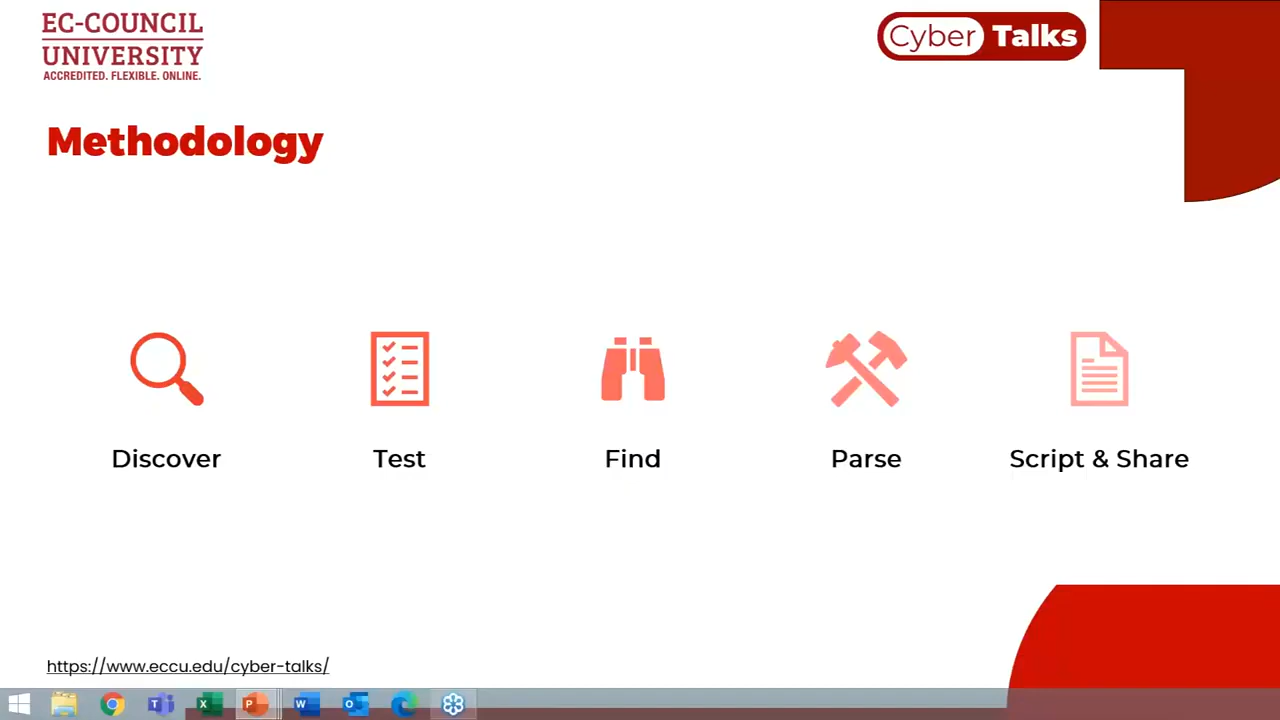 EC-COUNCIL
UNIVERSITY
ACCREDITED. FLEXIBLE. ONLINE.
Cyber Talks
Methodology
Discover
Test
Find
Parse
Script & Share
https://www.eccu.edu/cyber-talks/